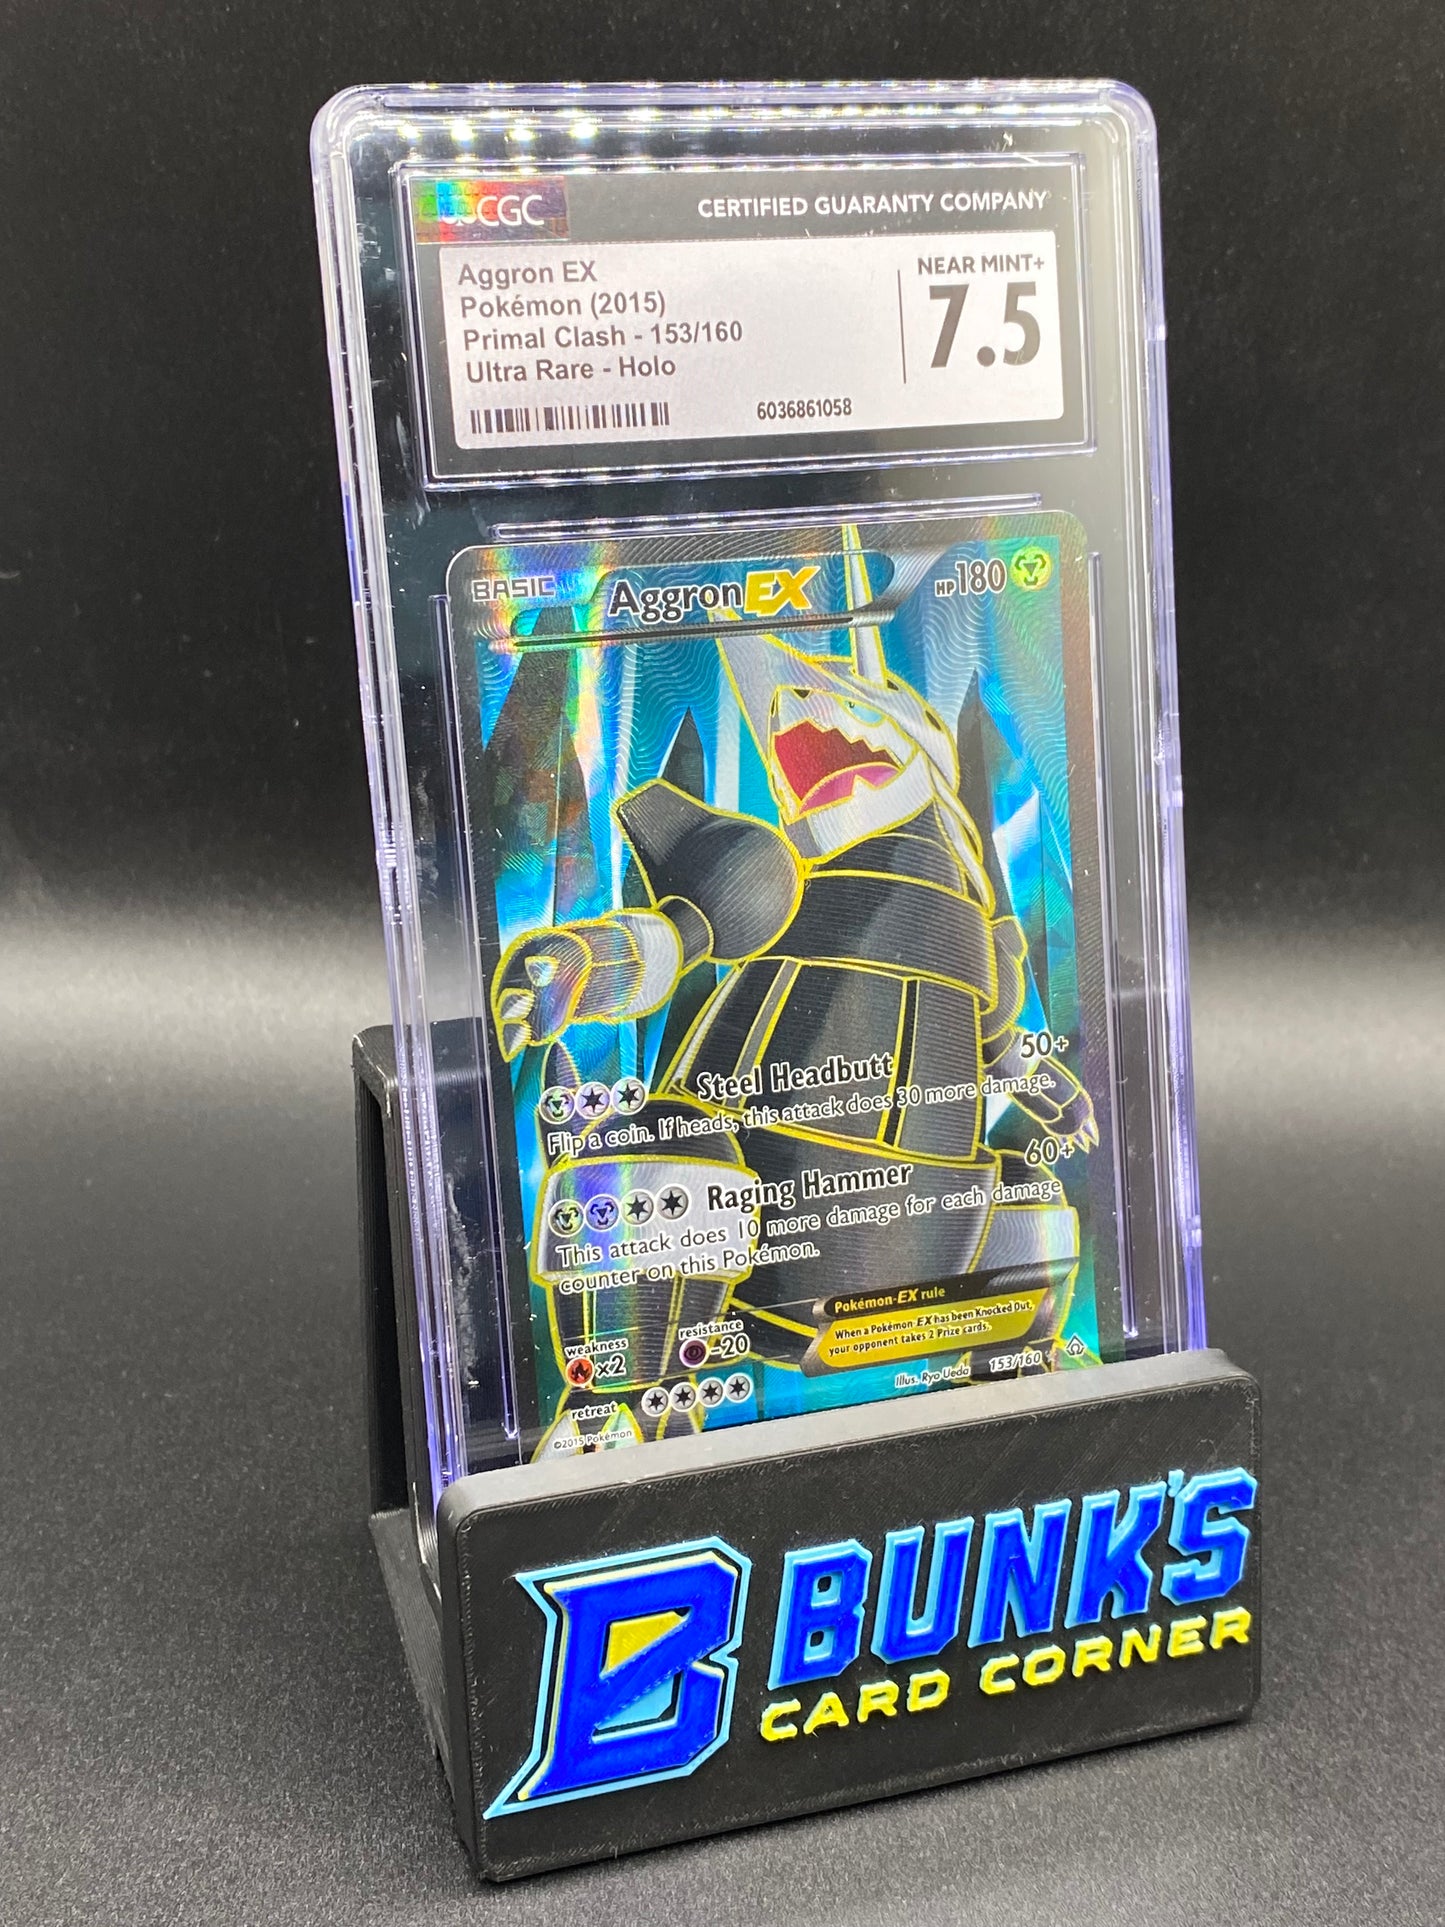 CGC
CERTIFIED GUARANTY COMPANY
Aggron EX
Pokémon (2015)
Primal Clash - 153/160
Ultra Rare - Holo
NEAR MINT+
7.5
6036861058
BASIC
Aggron EX
HP180
Steel Headbutt
50+
Flip a coin. If heads, this attack does 30 more damage.
Raging Hammer
60+
This attack does 10 more damage for each damage
counter on this Pokémon.
Pokémon-EX rule
When a Pokémon-EX has been Knocked Out,
your opponent takes 2 Prize cards.
weakness
x2
resistance
-20
retreat
Illus. Ryo Ueda
153/160
©2015 Pokémon
B
BUNK'S
CARD CORNER